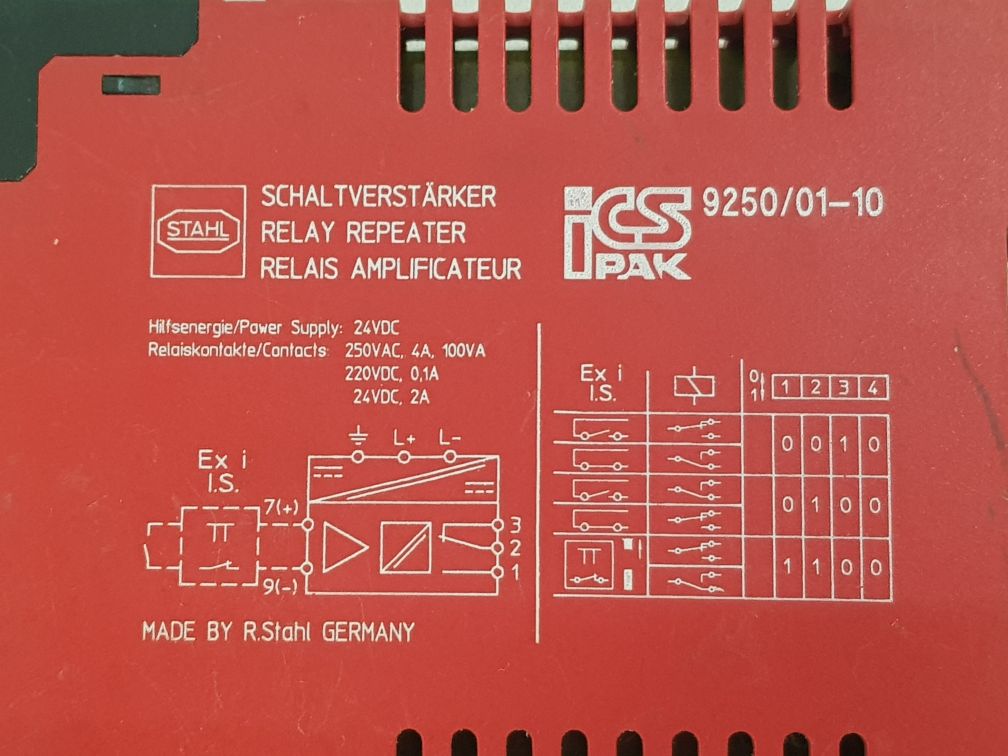 STAHL
SCHALTVERSTÄRKER
RELAY REPEATER
RELAIS AMPLIFICATEUR
iCS PAK
9250/01-10
Hilfsenergie/Power Supply: 24VDC
Relaiskontakte/Contacts: 250VAC, 4A, 100VA
220VDC, 0,1A
24VDC, 2A
L+ L-
Ex i
I.S.
7(+)
9(-)
3
2
1
MADE BY R.Stahl GERMANY
Ex i
I.S.
0
1
1 2 3 4
0 0 1 0
0 1 0 0
1 1 0 0